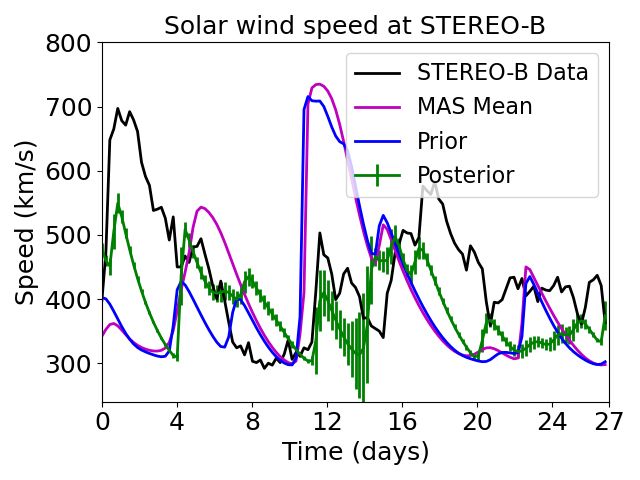 Solar wind speed at STEREO-B
800
700
600
500
400
300
Speed (km/s)
STEREO-B Data
MAS Mean
Prior
Posterior
0 4 8 12 16 20 24 27
Time (days)